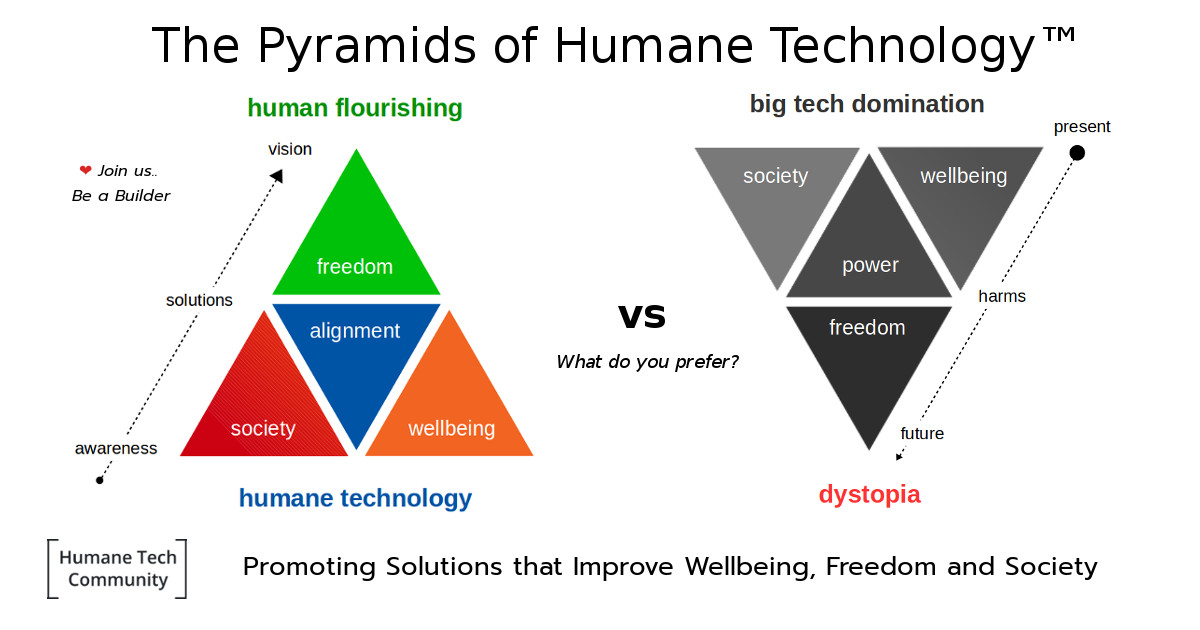 The Pyramids of Humane Technology™
human flourishing
vision
❤ Join us..
Be a Builder
freedom
solutions
alignment
society
wellbeing
awareness
humane technology
vs
What do you prefer?
big tech domination
present
society
wellbeing
power
harms
freedom
future
dystopia
Humane Tech
Community
Promoting Solutions that Improve Wellbeing, Freedom and Society